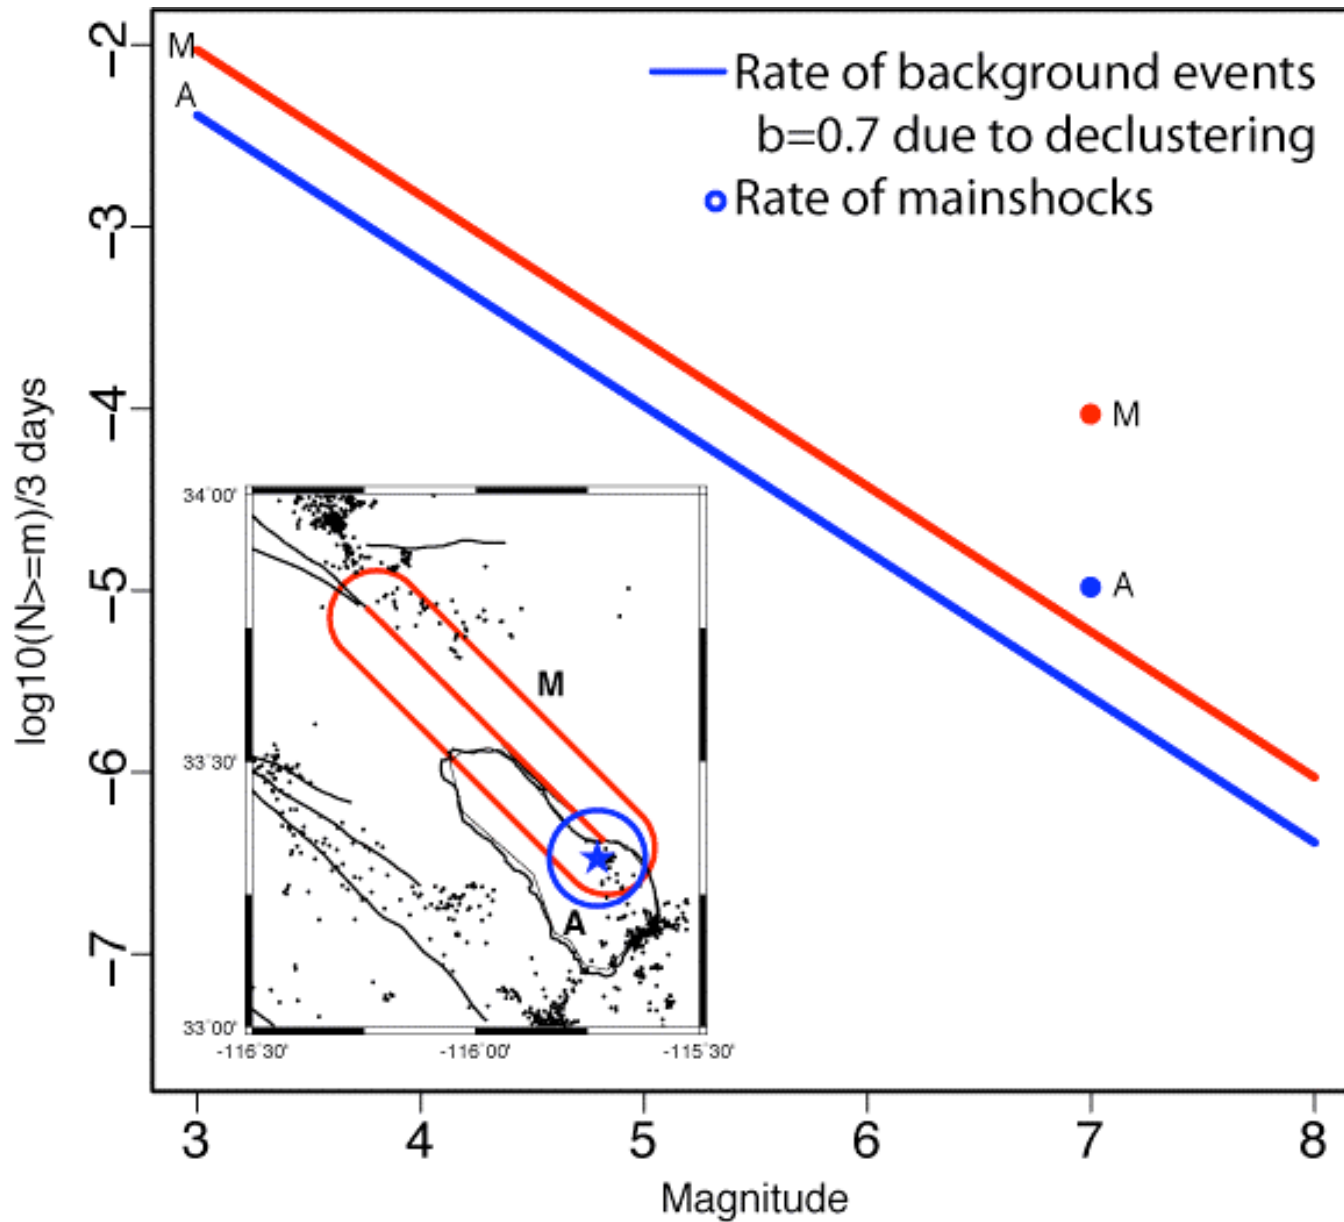 M
A
Rate of background events
b=0.7 due to declustering
Rate of mainshocks
M
A
log10(N>=m)/3 days
-2
-3
-4
-5
-6
-7
34°00'
33°30'
33°00'
M
A
-116°30'
-116°00'
-115°30'
3
4
5
6
7
8
Magnitude